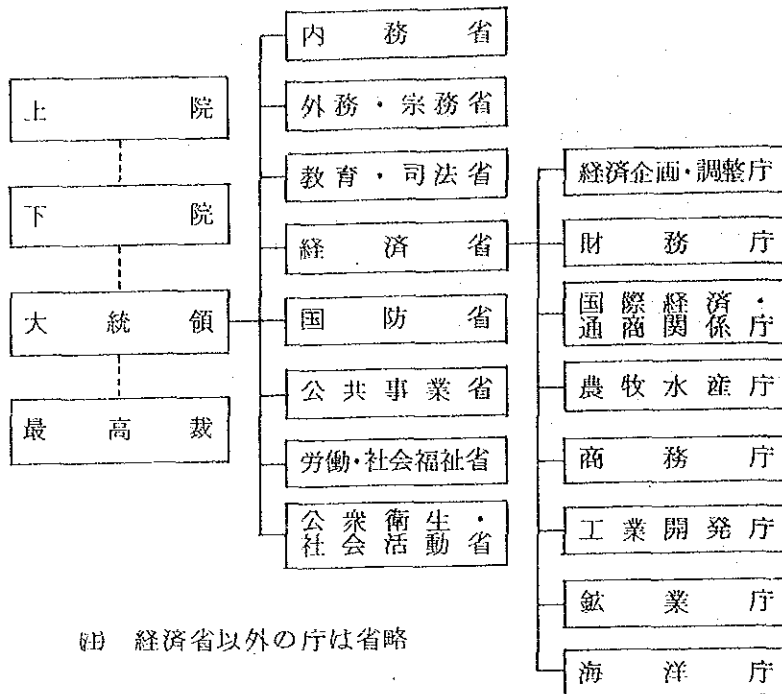 上院
下院
大統領
最高裁
内務省
外務・宗務省
教育・司法省
経済省
国防省
公共事業省
労働・社会福祉省
公衆衛生・
社会活動省
経済企画・調整庁
財務庁
国際経済・
通商関係庁
農牧水産庁
商務庁
工業開発庁
鉱業庁
海洋庁
経済省以外の庁は省略